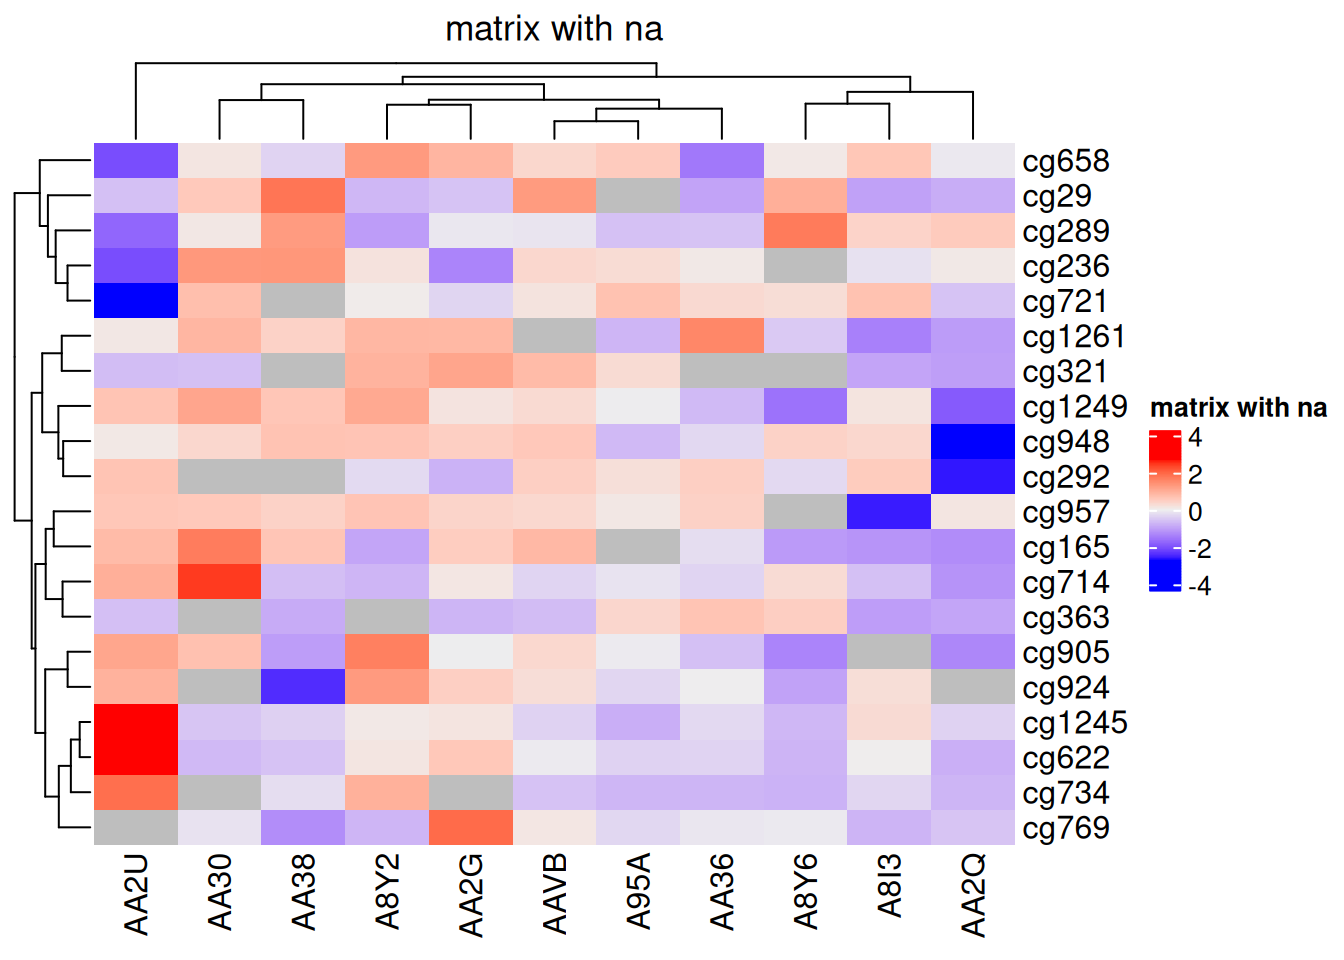 matrix with na
cg658
cg29
cg289
cg236
cg721
cg1261
cg321
cg1249
cg948
cg292
cg957
cg165
cg714
cg363
cg905
cg924
cg1245
cg622
cg734
cg769
AA2U
AA30
AA38
A8Y2
AA2G
AAVB
A95A
AA36
A8Y6
A8I3
AA2Q
matrix with na
4
2
0
-2
-4